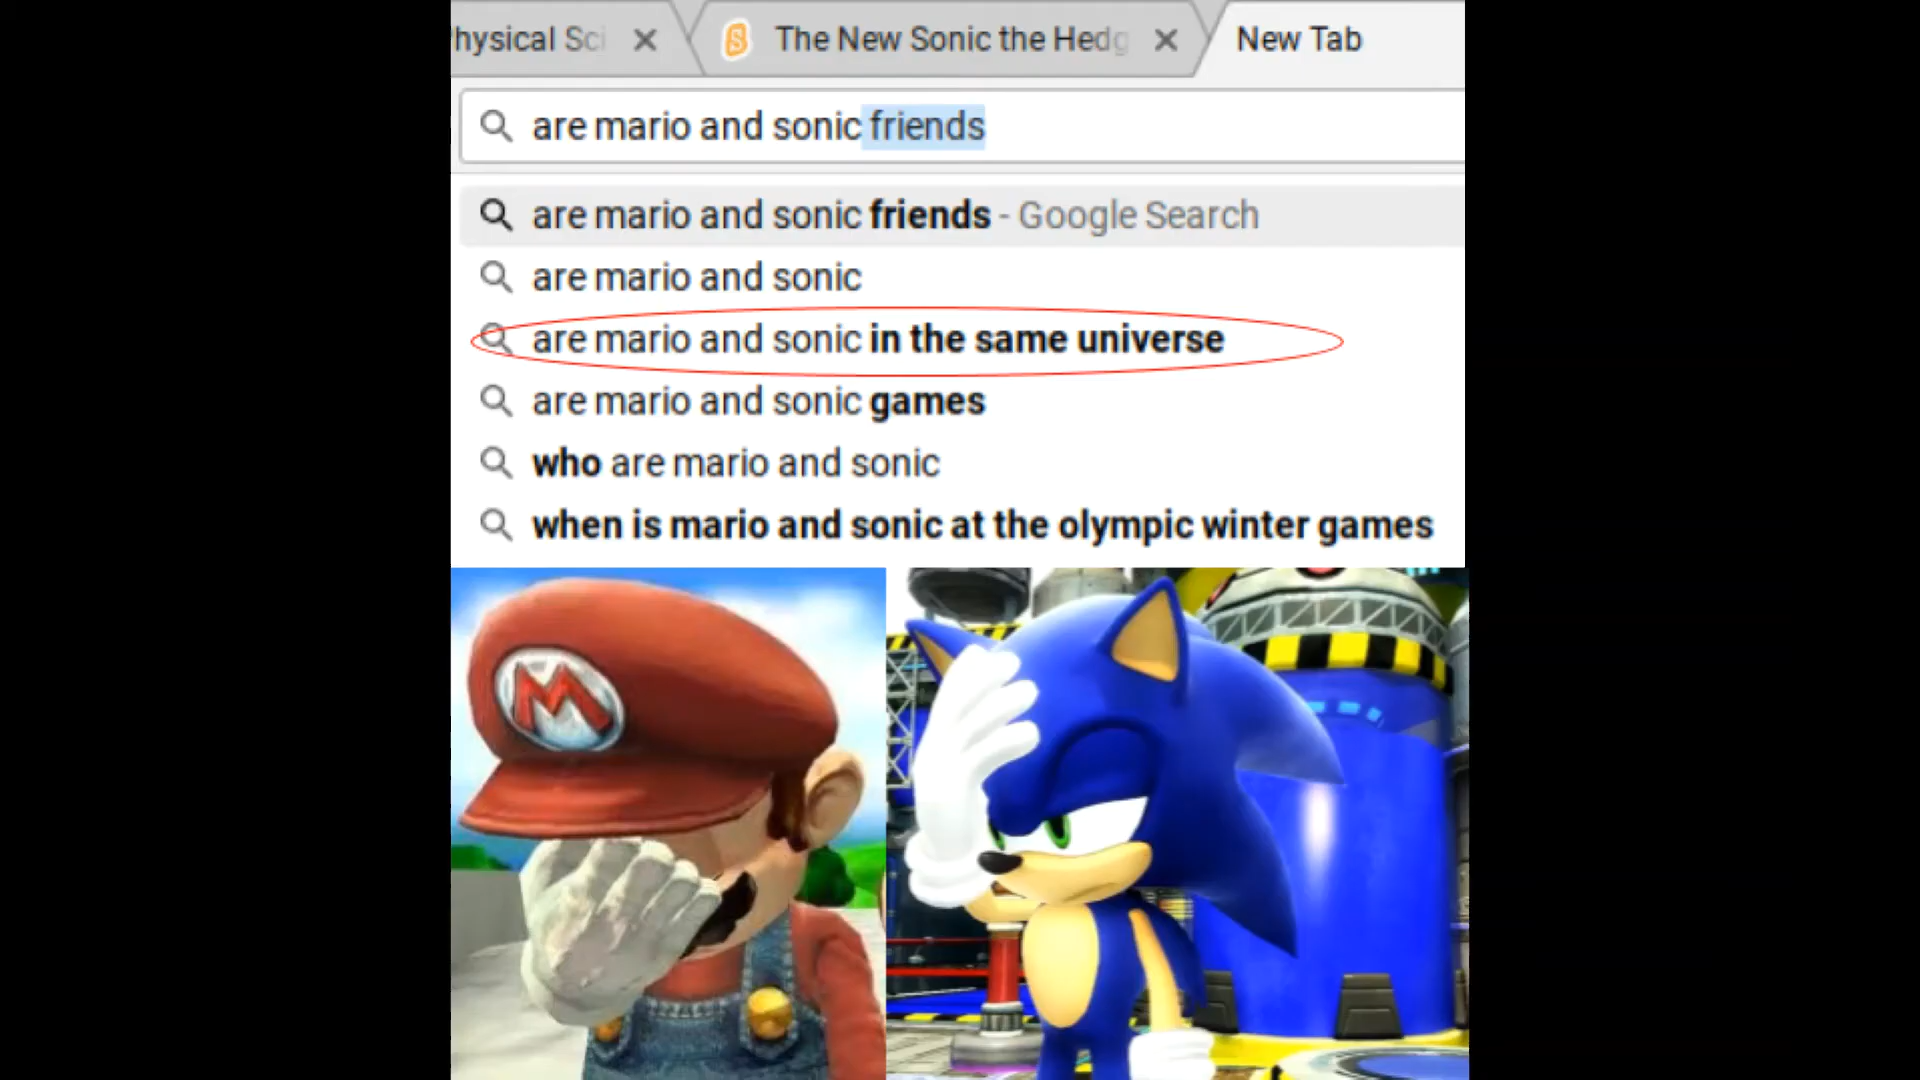 hysical Sci
The New Sonic the Hedg
New Tab
are mario and sonic friends
are mario and sonic friends - Google Search
are mario and sonic
are mario and sonic in the same universe
are mario and sonic games
who are mario and sonic
when is mario and sonic at the olympic winter games
M